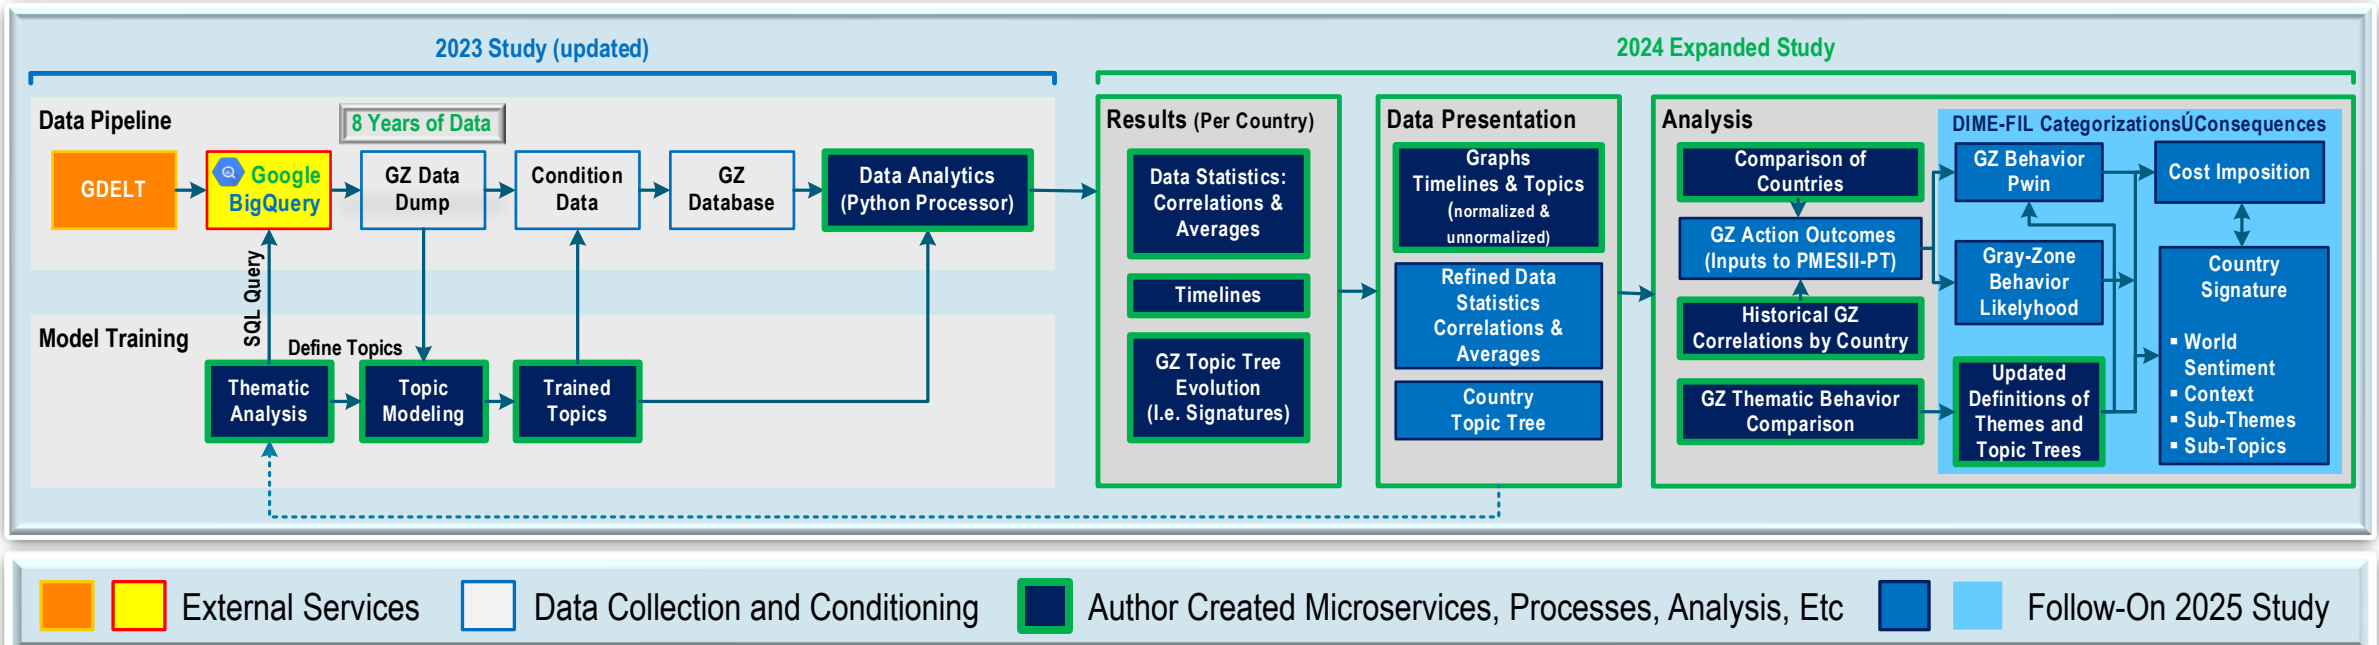 2023 Study (updated)
2024 Expanded Study
Data Pipeline
8 Years of Data
GDELT
Google
BigQuery
GZ Data
Dump
Condition
Data
GZ
Database
Data Analytics
(Python Processor)
SQL Query
Model Training
Define Topics
Thematic
Analysis
Topic
Modeling
Trained
Topics
Results (Per Country)
Data Statistics:
Correlations &
Averages
Timelines
GZ Topic Tree
Evolution
(I.e. Signatures)
Data Presentation
Graphs
Timelines & Topics
(normalized &
unnormalized)
Refined Data
Statistics
Correlations &
Averages
Country
Topic Tree
Analysis
Comparison of
Countries
GZ Action Outcomes
(Inputs to PMESII-PT)
Historical GZ
Correlations by Country
GZ Thematic Behavior
Comparison
DIME-FIL CategorizationsÚConsequences
GZ Behavior
Pwin
Gray-Zone
Behavior
Likelyhood
Updated
Definitions of
Themes and
Topic Trees
Cost Imposition
Country
Signature
▪ World
Sentiment
▪ Context
▪ Sub-Themes
▪ Sub-Topics
External Services
Data Collection and Conditioning
Author Created Microservices, Processes, Analysis, Etc
Follow-On 2025 Study